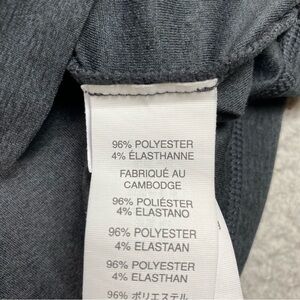 96% POLYESTER
4% ÉLASTHANNE
FABRIQUÉ AU
CAMBODGE
96% POLIÉSTER
4% ELASTANO
96% POLYESTER
4% ELASTAAN
96% POLYESTER
4% ELASTHAN
96% ポリエステル